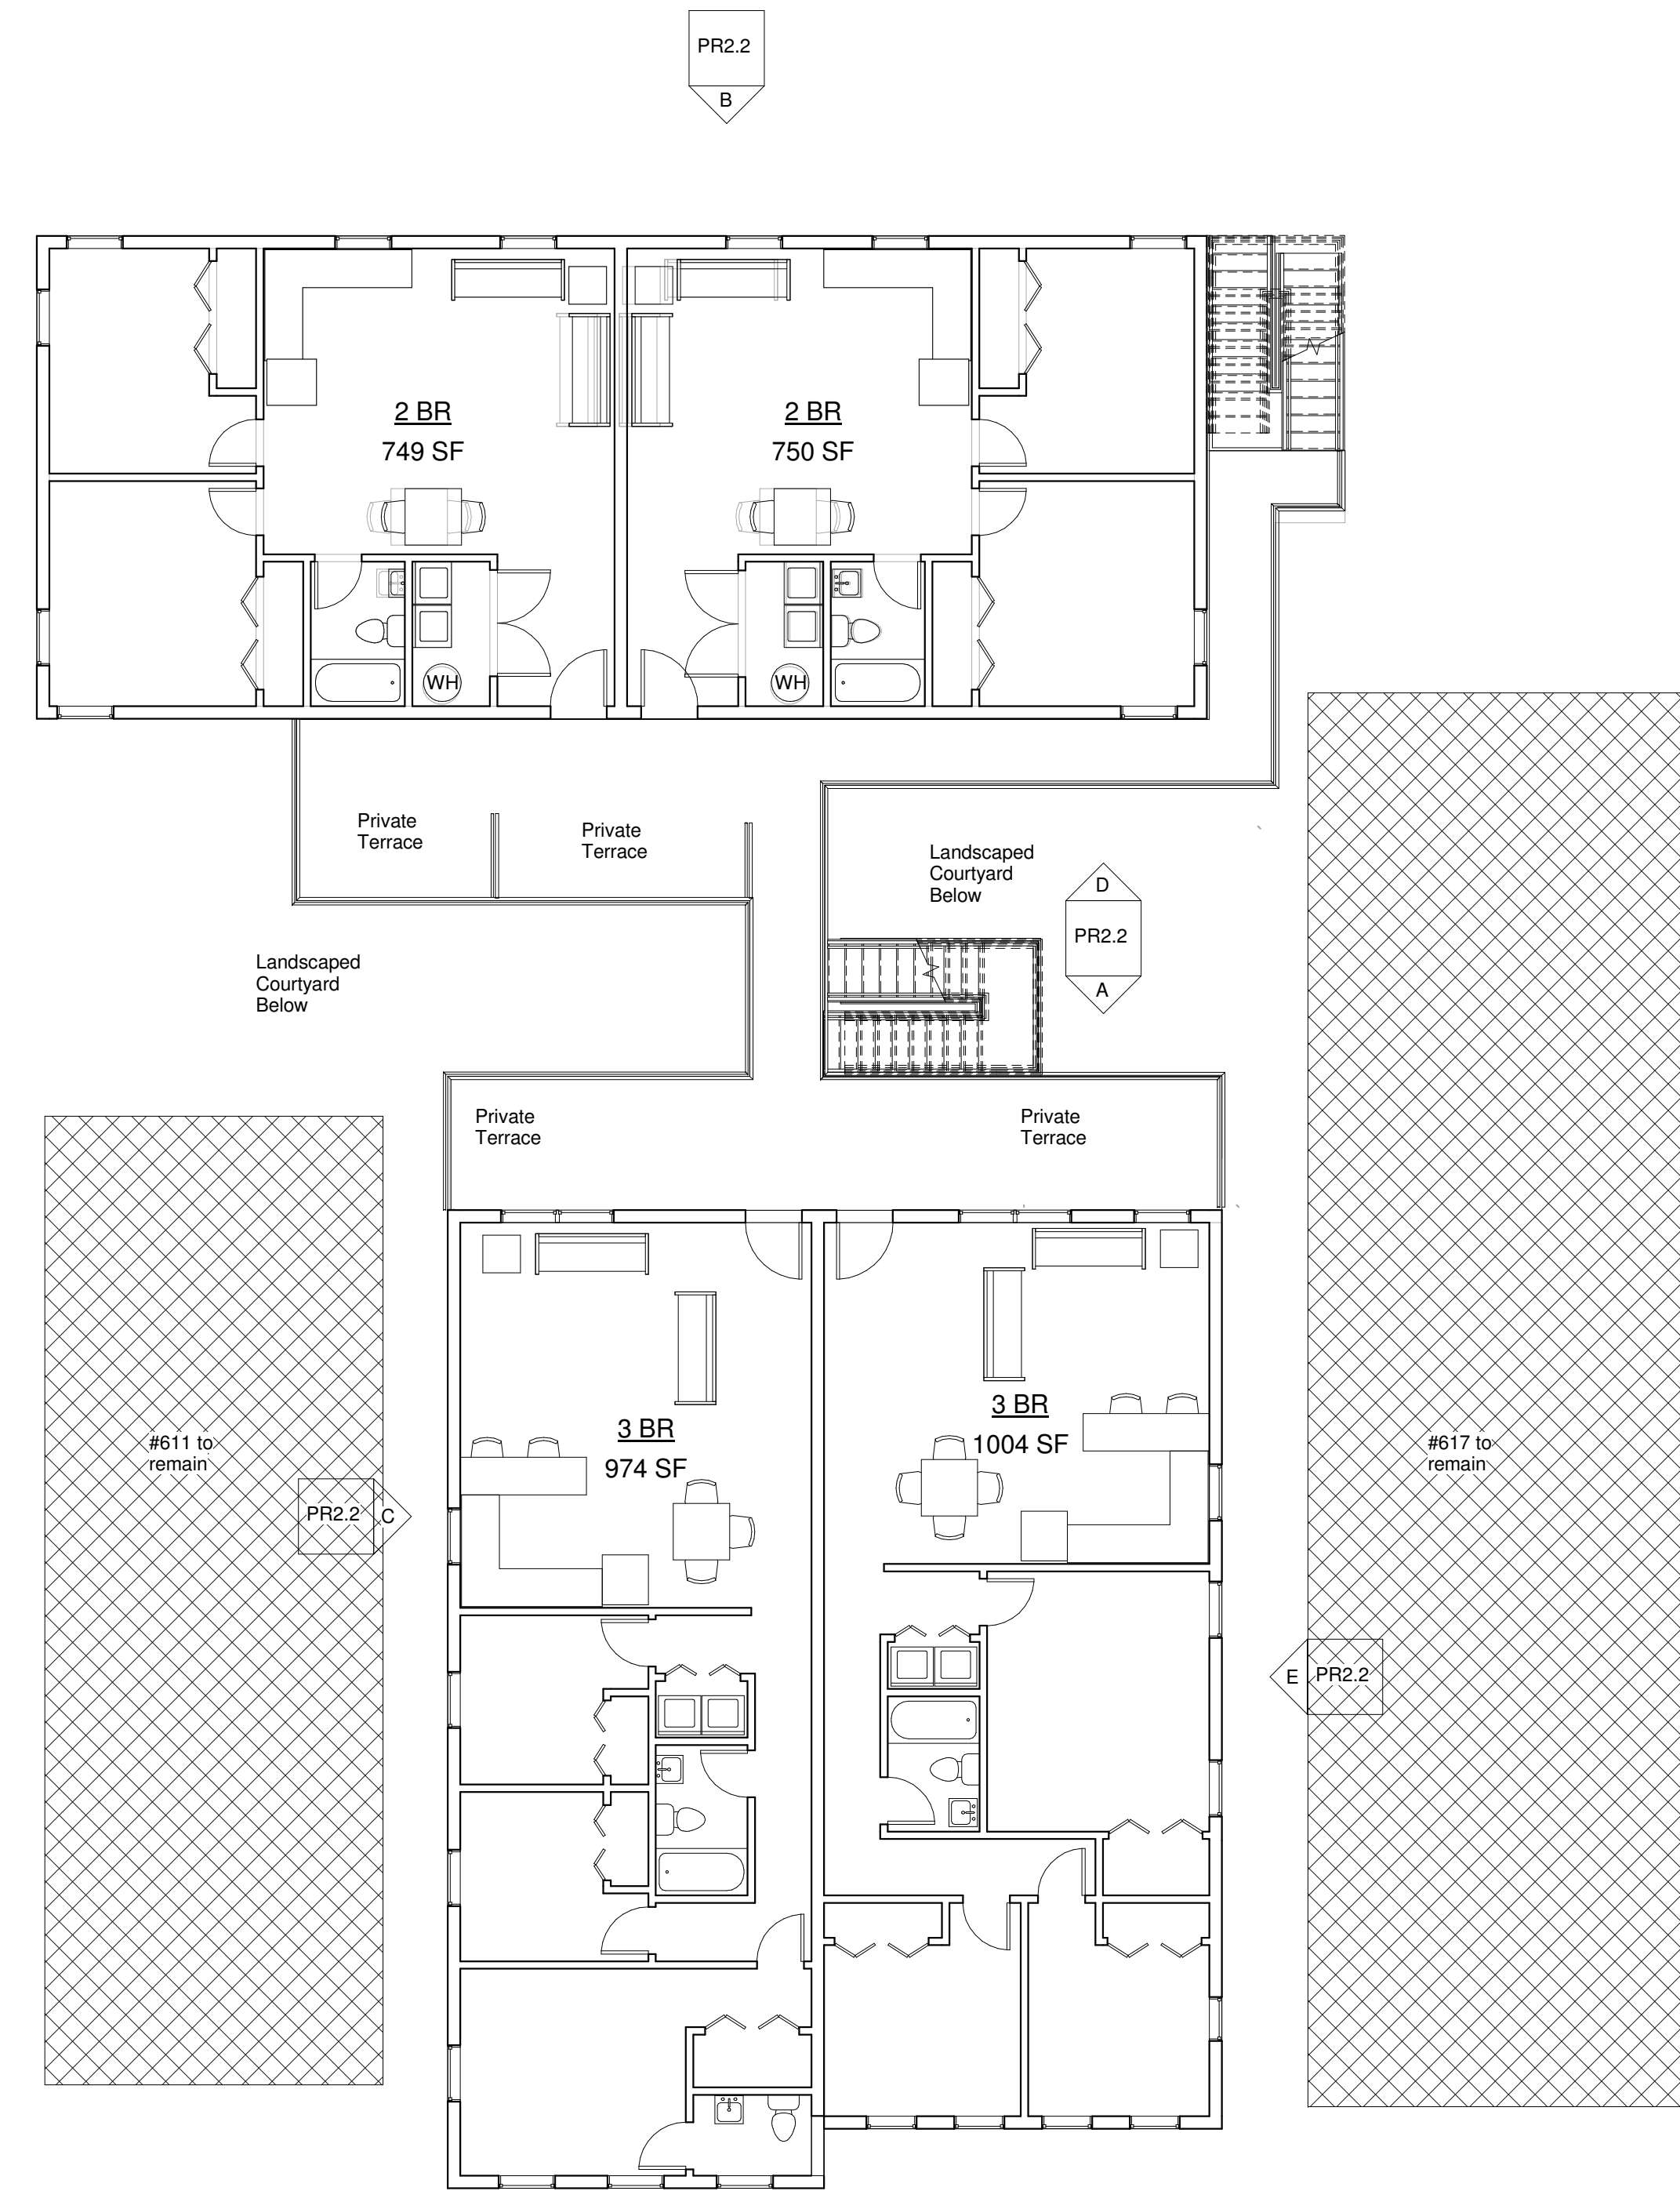 PR2.2
B
2 BR
749 SF
2 BR
750 SF
WH
WH
Private
Terrace
Private
Terrace
Landscaped
Courtyard
Below
D
PR2.2
A
Landscaped
Courtyard
Below
Private
Terrace
Private
Terrace
3 BR
974 SF
3 BR
1004 SF
#611 to
remain
#617 to
remain
PR2.2
C
E
PR2.2